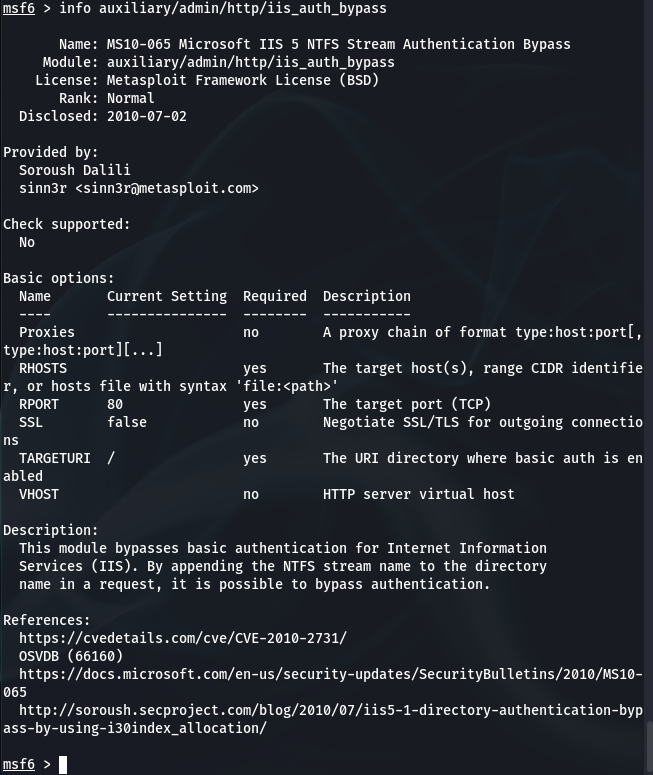 msf6 > info auxiliary/admin/http/iis_auth_bypass

       Name: MS10-065 Microsoft IIS 5 NTFS Stream Authentication Bypass
     Module: auxiliary/admin/http/iis_auth_bypass
    License: Metasploit Framework License (BSD)
       Rank: Normal
  Disclosed: 2010-07-02

Provided by:
  Soroush Dalili
  sinn3r <sinn3r@metasploit.com>

Check supported:
  No

Basic options:
  Name       Current Setting  Required  Description
  ----       ---------------  --------  -----------
  Proxies                     no        A proxy chain of format type:host:port[,
type:host:port][...]
  RHOSTS                      yes       The target host(s), range CIDR identifie
r, or hosts file with syntax 'file:<path>'
  RPORT      80               yes       The target port (TCP)
  SSL        false            no        Negotiate SSL/TLS for outgoing connectio
ns
  TARGETURI  /                yes       The URI directory where basic auth is en
abled
  VHOST                       no        HTTP server virtual host

Description:
  This module bypasses basic authentication for Internet Information
  Services (IIS). By appending the NTFS stream name to the directory
  name in a request, it is possible to bypass authentication.

References:
  https://cvedetails.com/cve/CVE-2010-2731/
  OSVDB (66160)
  https://docs.microsoft.com/en-us/security-updates/SecurityBulletins/2010/MS10-
065
  http://soroush.secproject.com/blog/2010/07/iis5-1-directory-authentication-byp
ass-by-using-i30index_allocation/

msf6 >